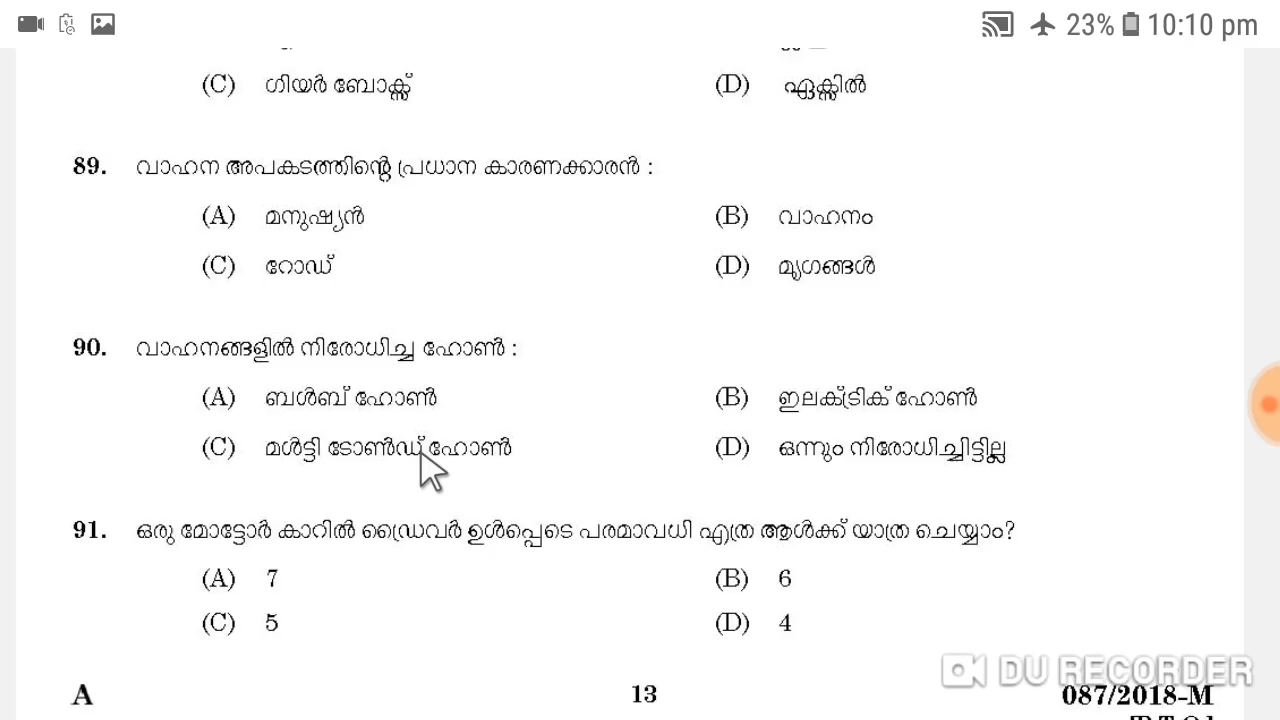 23% 10:10 pm
(C) ഗിയർ ബോക്സ് (D) ഏക്സിൽ
89. വാഹന അപകടത്തിന്റെ പ്രധാന കാരണക്കാരൻ :
(A) മനുഷ്യൻ (B) വാഹനം
(C) റോഡ് (D) മൃഗങ്ങൾ
90. വാഹനങ്ങളിൽ നിരോധിച്ച ഹോൺ :
(A) ബൾബ് ഹോൺ (B) ഇലക്ട്രിക് ഹോൺ
(C) മൾട്ടി ടോൺഡ് ഹോൺ (D) ഒന്നും നിരോധിച്ചിട്ടില്ല
91. ഒരു മോട്ടോർ കാറിൽ ഡ്രൈവർ ഉൾപ്പെടെ പരമാവധി എത്ര ആൾക്ക് യാത്ര ചെയ്യാം?
(A) 7 (B) 6
(C) 5 (D) 4
DU RECORDER
A 13 087/2018-M